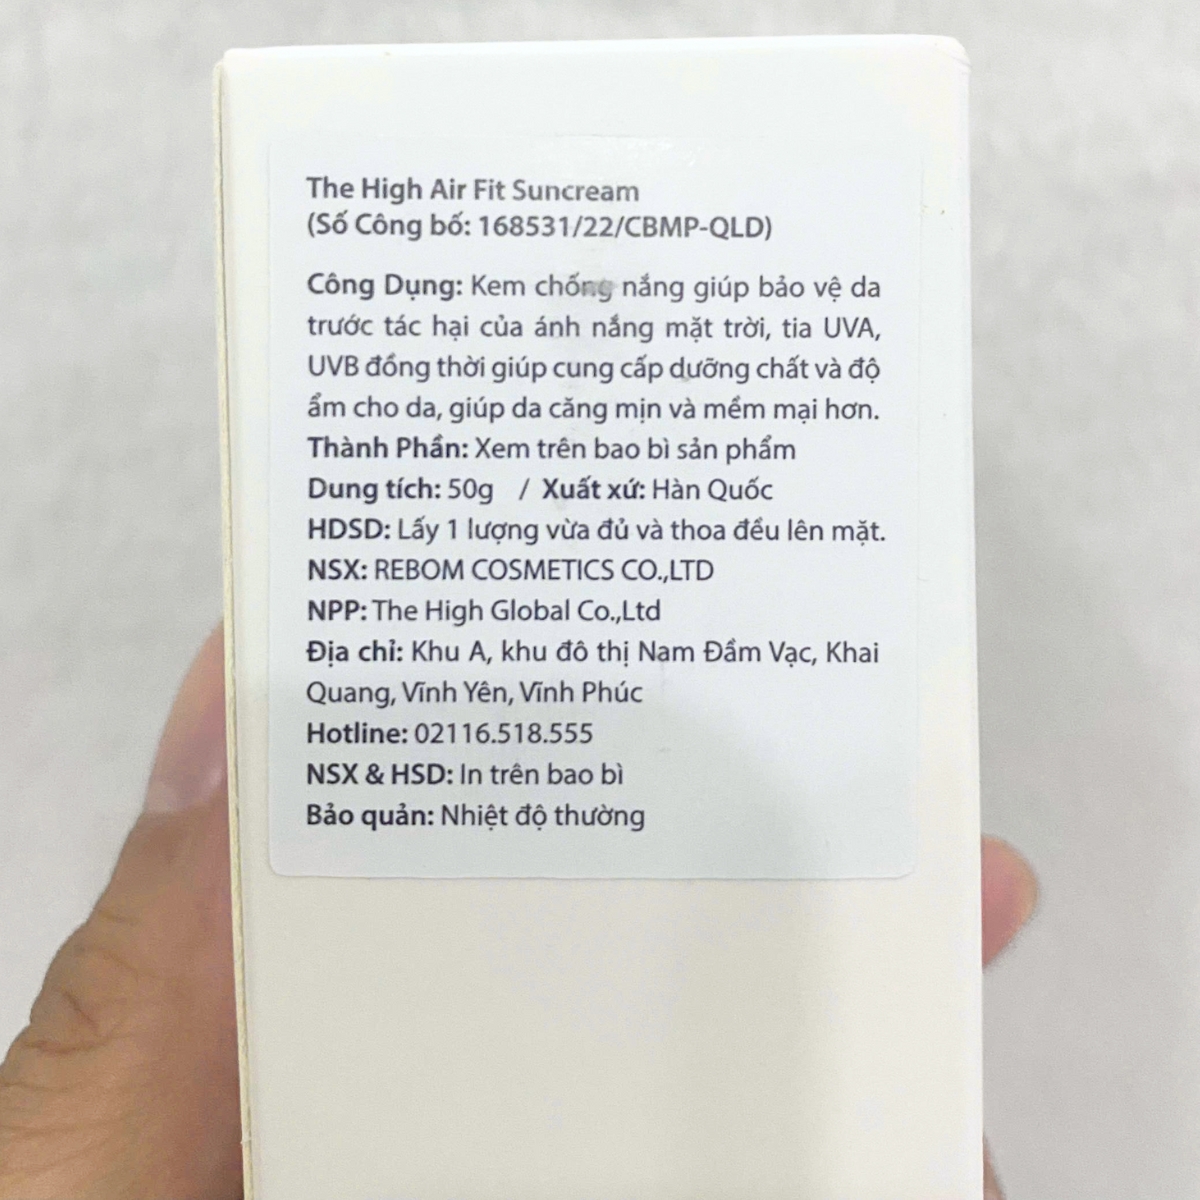 The High Air Fit Suncream
(Số Công bố: 168531/22/CBMP-QLD)
Công Dụng: Kem chống nắng giúp bảo vệ da
trước tác hại của ánh nắng mặt trời, tia UVA,
UVB đồng thời giúp cung cấp dưỡng chất và độ
ẩm cho da, giúp da căng mịn và mềm mại hơn.
Thành Phần: Xem trên bao bì sản phẩm
Dung tích: 50g / Xuất xứ: Hàn Quốc
HDSD: Lấy 1 lượng vừa đủ và thoa đều lên mặt.
NSX: REBOM COSMETICS CO.,LTD
NPP: The High Global Co.,Ltd
Địa chỉ: Khu A, khu đô thị Nam Đầm Vạc, Khai
Quang, Vĩnh Yên, Vĩnh Phúc
Hotline: 02116.518.555
NSX & HSD: In trên bao bì
Bảo quản: Nhiệt độ thường